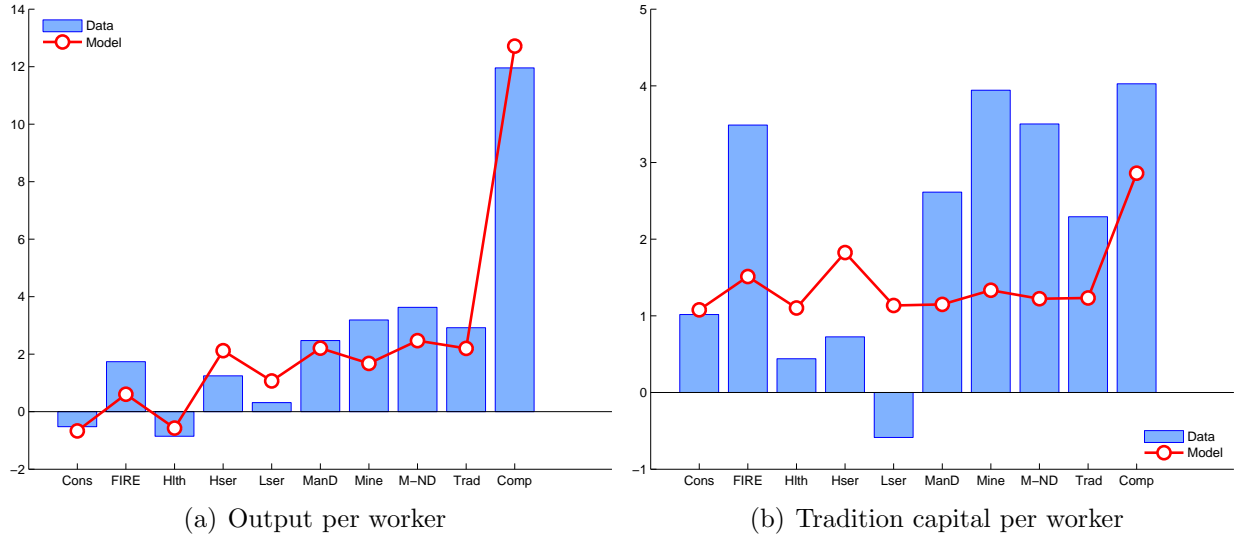 14
12
10
8
6
4
2
0
−2
Data
Model
Cons FIRE Hlth Hser Lser ManD Mine M−ND Trad Comp
(a) Output per worker
5
4
3
2
1
0
−1
Data
Model
Cons FIRE Hlth Hser Lser ManD Mine M−ND Trad Comp
(b) Tradition capital per worker